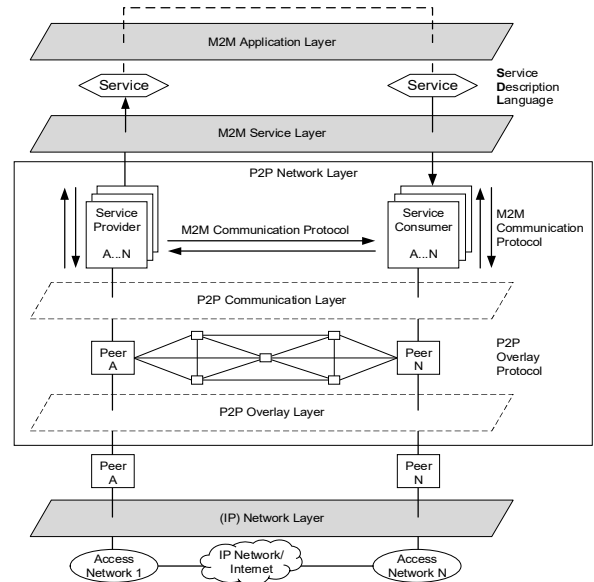 M2M Application Layer
Service
Service
Service
Description
Language
M2M Service Layer
P2P Network Layer
Service
Provider
A...N
M2M Communication Protocol
Service
Consumer
A...N
M2M
Communication
Protocol
P2P Communication Layer
Peer
A
Peer
N
P2P
Overlay
Protocol
P2P Overlay Layer
Peer
A
Peer
N
(IP) Network Layer
Access
Network 1
IP Network/
Internet
Access
Network N